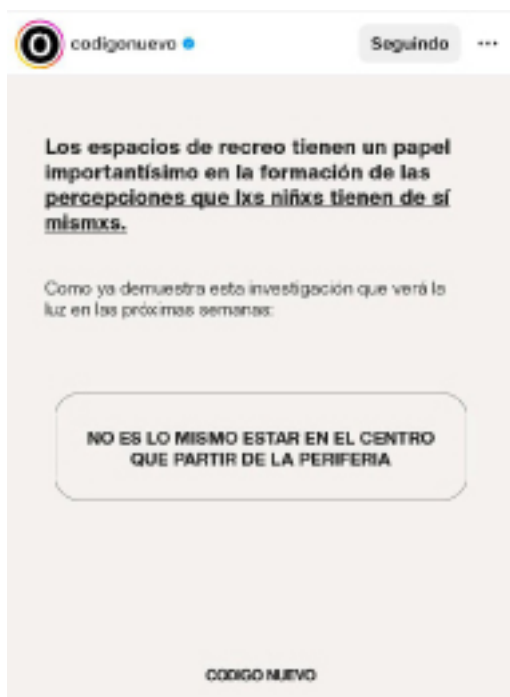 codigonuevo
Seguindo
Los espacios de recreo tienen un papel
importantísimo en la formación de las
percepciones que lxs niñxs tienen de sí
mismxs.
Como ya demuestra esta investigación que verá la
luz en las próximas semanas:
NO ES LO MISMO ESTAR EN EL CENTRO
QUE PARTIR DE LA PERIFERIA
CODIGO NUEVO